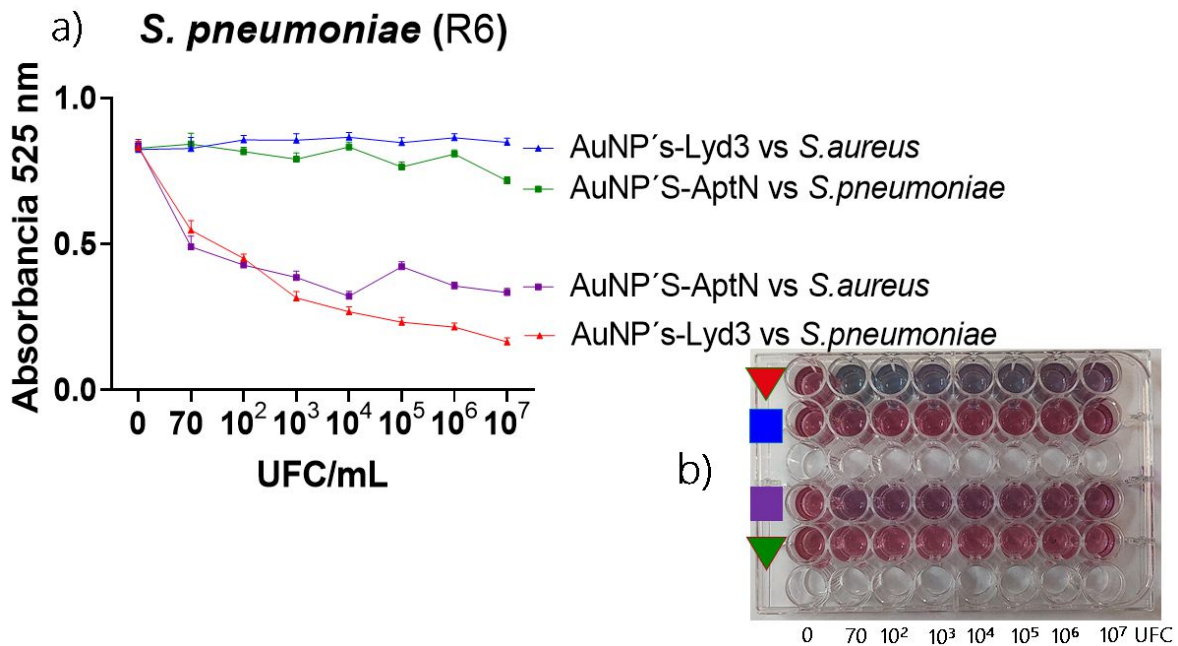 a) S. pneumoniae (R6)
Absorbancia 525 nm
1.0
0.5
0.0
0 70 10² 10³ 10⁴ 10⁵ 10⁶ 10⁷
UFC/mL
AuNP´s-Lyd3 vs S.aureus
AuNP´S-AptN vs S.pneumoniae
AuNP´S-AptN vs S.aureus
AuNP´s-Lyd3 vs S.pneumoniae
b)
0 70 10² 10³ 10⁴ 10⁵ 10⁶ 10⁷ UFC